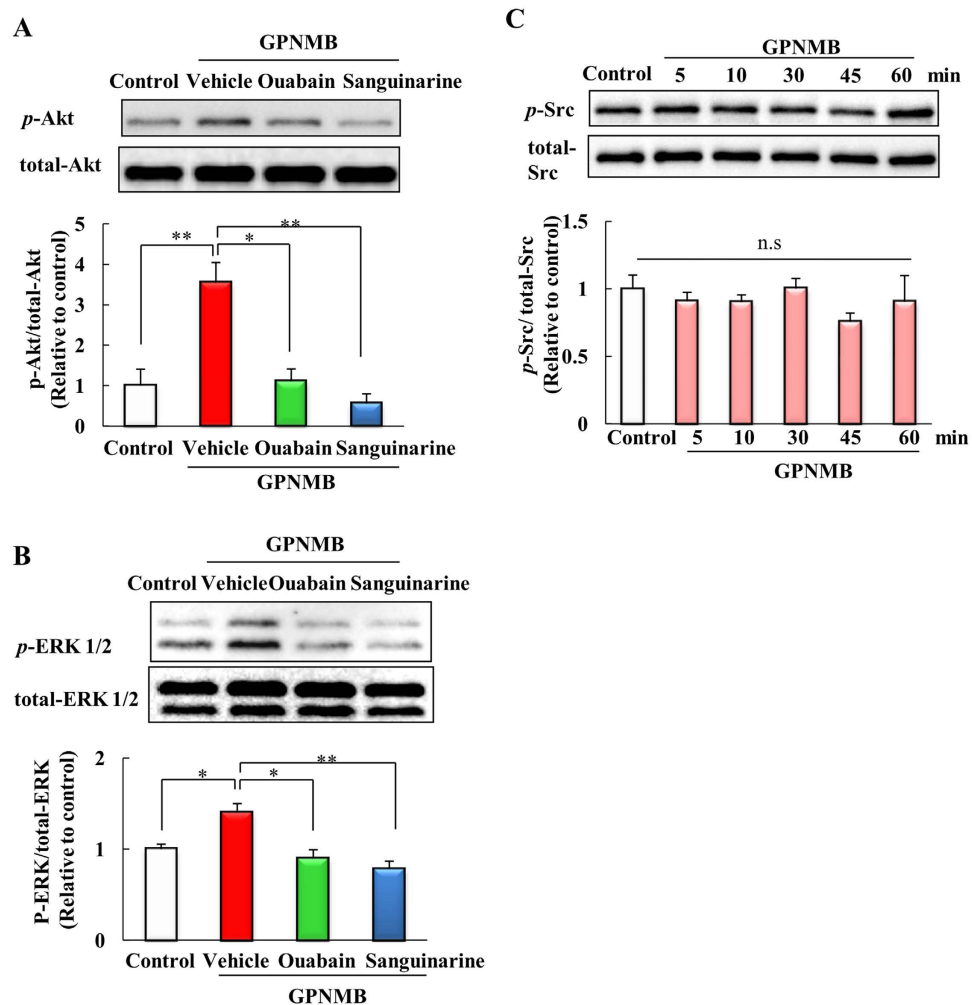 A
GPNMB
Control Vehicle Ouabain Sanguinarine
p-Akt
total-Akt
p-Akt/total-Akt
(Relative to control)
5
4
3
2
1
0
**
*
**
Control Vehicle Ouabain Sanguinarine
GPNMB
B
GPNMB
Control Vehicle Ouabain Sanguinarine
p-ERK 1/2
total-ERK 1/2
P-ERK/total-ERK
(Relative to control)
2
1
0
*
*
**
Control Vehicle Ouabain Sanguinarine
GPNMB
C
GPNMB
Control 5 10 30 45 60 min
p-Src
total-
Src
p-Src/ total-Src
(Relative to control)
1.5
1
0.5
0
n.s
Control 5 10 30 45 60 min
GPNMB